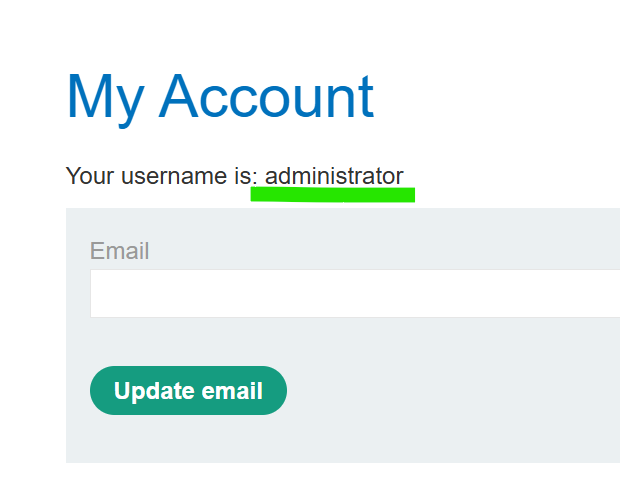 My Account
Your username is: administrator
Email
Update email